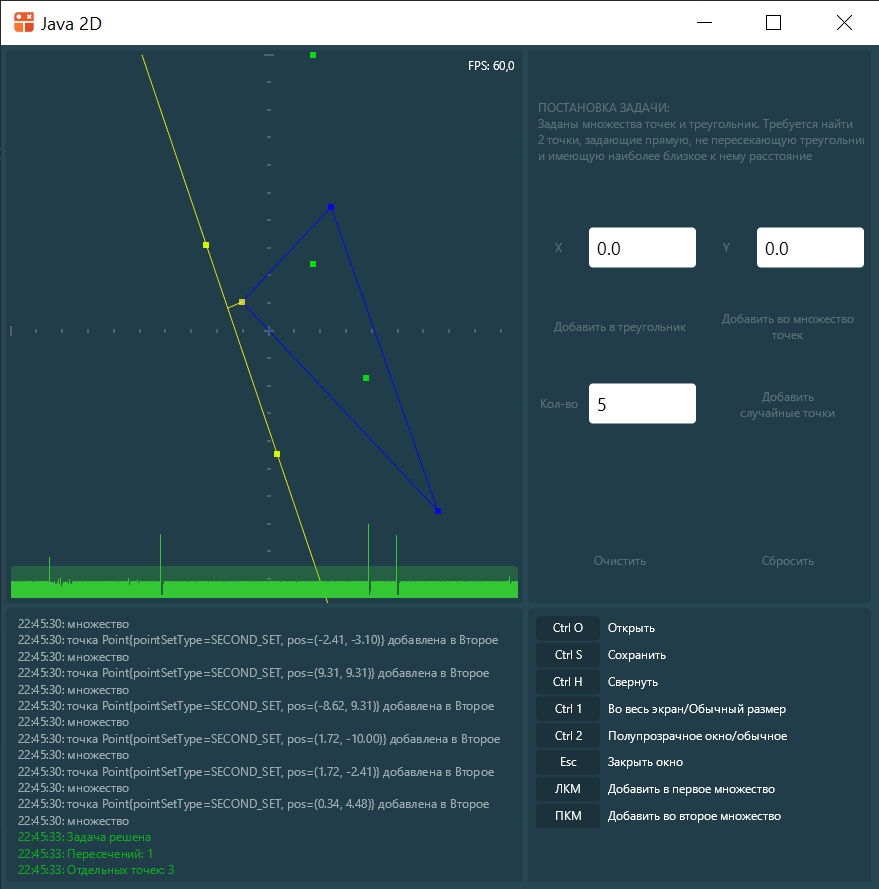 Java 2D
FPS: 60,0
ПОСТАНОВКА ЗАДАЧИ:
Заданы множества точек и треугольник. Требуется найти
2 точки, задающие прямую, не пересекающую треугольни
и имеющую наиболее близкое к нему расстояние
X
0.0
Y
0.0
Добавить в треугольник
Добавить во множество
точек
Кол-во
5
Добавить
случайные точки
Очистить
Сбросить
22:45:30: множество
22:45:30: точка Point{pointSetType=SECOND_SET, pos=(-2.41, -3.10)} добавлена в Второе
22:45:30: множество
22:45:30: точка Point{pointSetType=SECOND_SET, pos=(9.31, 9.31)} добавлена в Второе
22:45:30: множество
22:45:30: точка Point{pointSetType=SECOND_SET, pos=(-8.62, 9.31)} добавлена в Второе
22:45:30: множество
22:45:30: точка Point{pointSetType=SECOND_SET, pos=(1.72, -10.00)} добавлена в Второе
22:45:30: множество
22:45:30: точка Point{pointSetType=SECOND_SET, pos=(1.72, -2.41)} добавлена в Второе
22:45:30: множество
22:45:30: точка Point{pointSetType=SECOND_SET, pos=(0.34, 4.48)} добавлена в Второе
22:45:30: множество
22:45:33: Задача решена
22:45:33: Пересечений: 1
22:45:33: Отдельных точек: 3
Ctrl O Открыть
Ctrl S Сохранить
Ctrl H Свернуть
Ctrl 1 Во весь экран/Обычный размер
Ctrl 2 Полупрозрачное окно/обычное
Esc Закрыть окно
ЛКМ Добавить в первое множество
ПКМ Добавить во второе множество